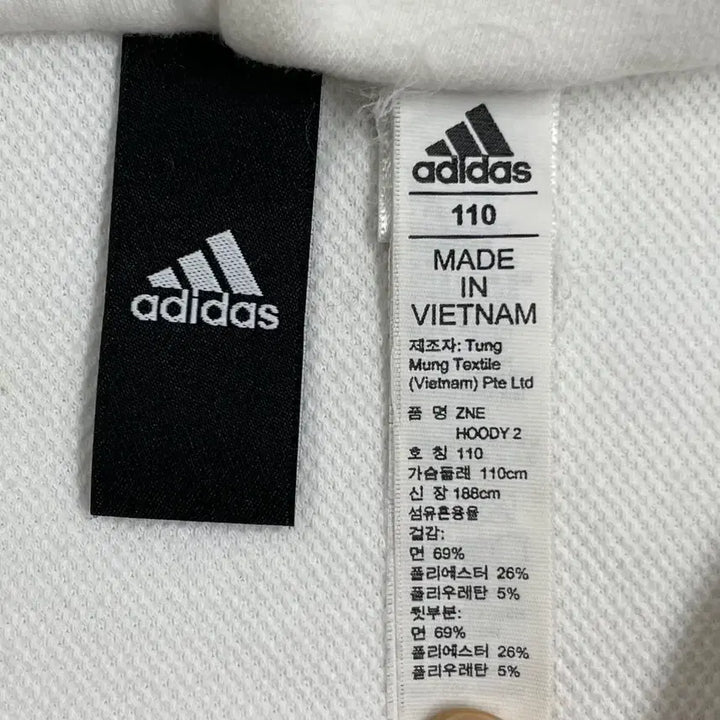 adidas
adidas
110
MADE
IN
VIETNAM
제조자: Tung
Mung Textile
(Vietnam) Pte Ltd
품 명 ZNE
HOODY 2
호 칭 110
가슴둘레 110cm
신 장 188cm
섬유혼용율
겉감:
면 69%
폴리에스터 26%
폴리우레탄 5%
뒷부분:
면 69%
폴리에스터 26%
폴리우레탄 5%